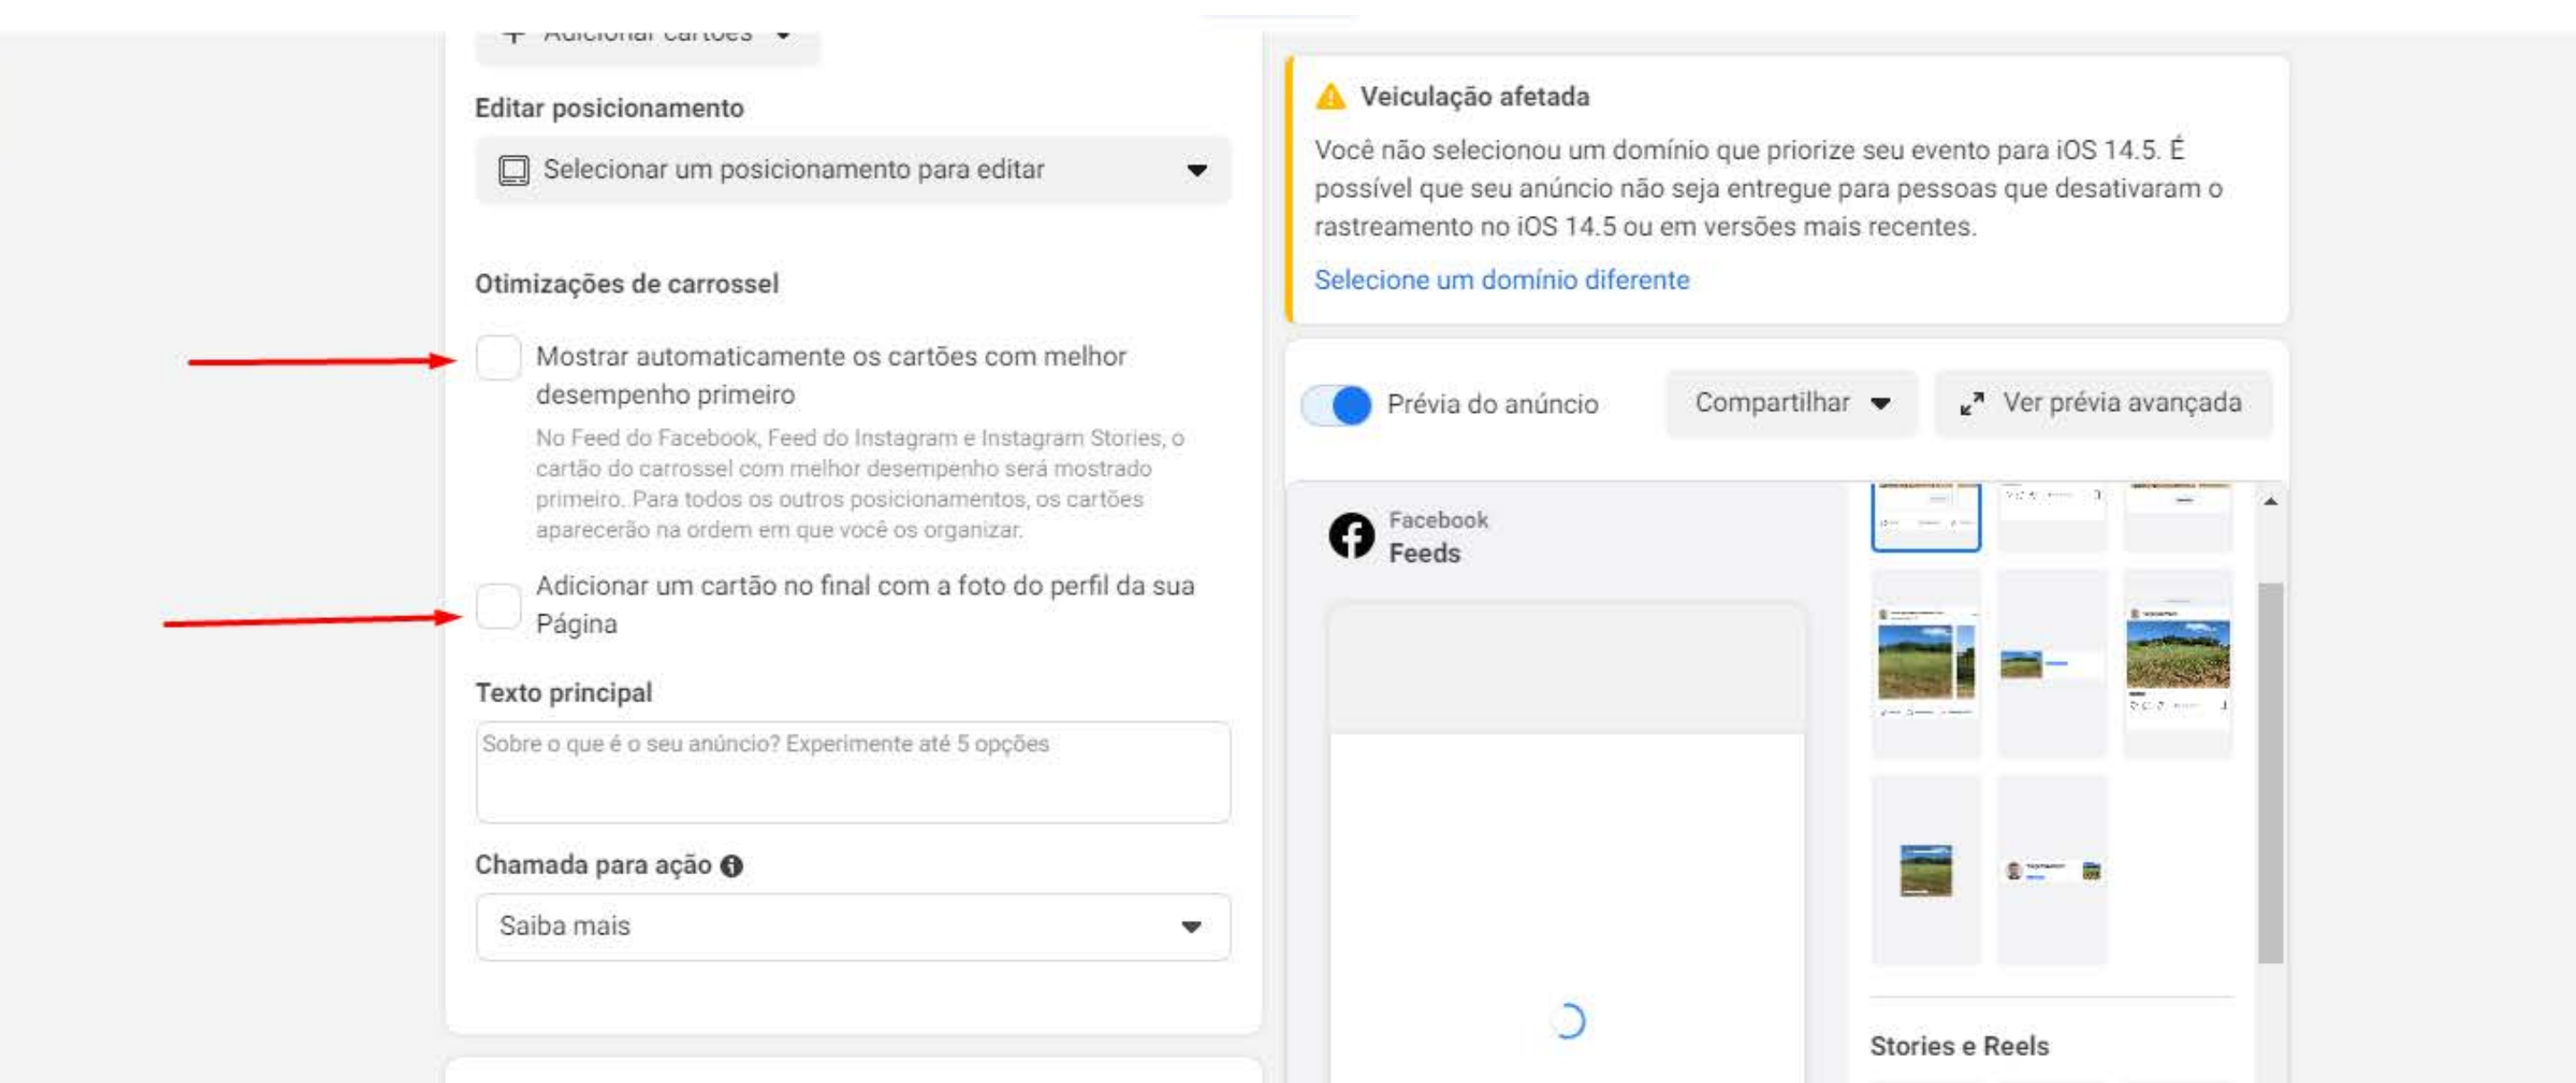 + Adicionar cartões
Editar posicionamento
Selecionar um posicionamento para editar
Otimizações de carrossel
Mostrar automaticamente os cartões com melhor
desempenho primeiro
No Feed do Facebook, Feed do Instagram e Instagram Stories, o
cartão do carrossel com melhor desempenho será mostrado
primeiro. Para todos os outros posicionamentos, os cartões
aparecerão na ordem em que você os organizar.
Adicionar um cartão no final com a foto do perfil da sua
Página
Texto principal
Sobre o que é o seu anúncio? Experimente até 5 opções
Chamada para ação
Saiba mais
Veiculação afetada
Você não selecionou um domínio que priorize seu evento para iOS 14.5. É
possível que seu anúncio não seja entregue para pessoas que desativaram o
rastreamento no iOS 14.5 ou em versões mais recentes.
Selecione um domínio diferente
Prévia do anúncio
Compartilhar
Ver prévia avançada
Facebook
Feeds
Stories e Reels